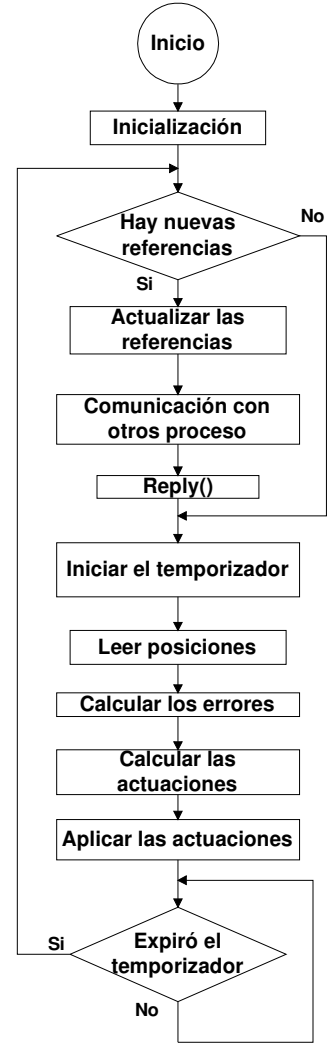 Inicio
Inicialización
Hay nuevas
referencias
No
Si
Actualizar las
referencias
Comunicación con
otros proceso
Reply()
Iniciar el temporizador
Leer posiciones
Calcular los errores
Calcular las
actuaciones
Aplicar las actuaciones
Si
Expiró el
temporizador
No